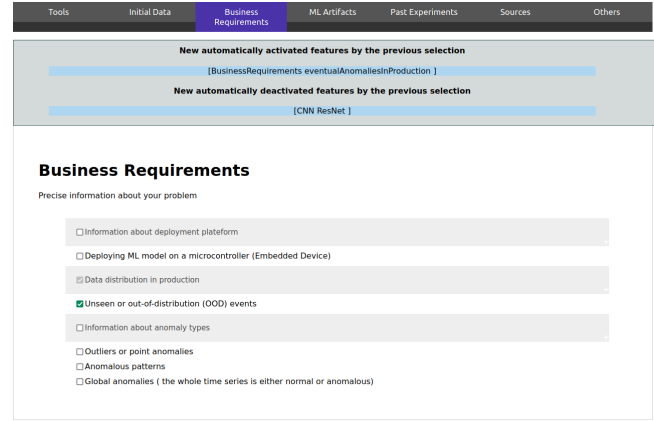 Tools Initial Data Business Requirements ML Artifacts Past Experiments Sources Others
New automatically activated features by the previous selection
[BusinessRequirements eventualAnomaliesInProduction ]
New automatically deactivated features by the previous selection
[CNN ResNet ]
Business Requirements
Precise information about your problem
Information about deployment plateform
Deploying ML model on a microcontroller (Embedded Device)
Data distribution in production
Unseen or out-of-distribution (OOD) events
Information about anomaly types
Outliers or point anomalies
Anomalous patterns
Global anomalies ( the whole time series is either normal or anomalous)